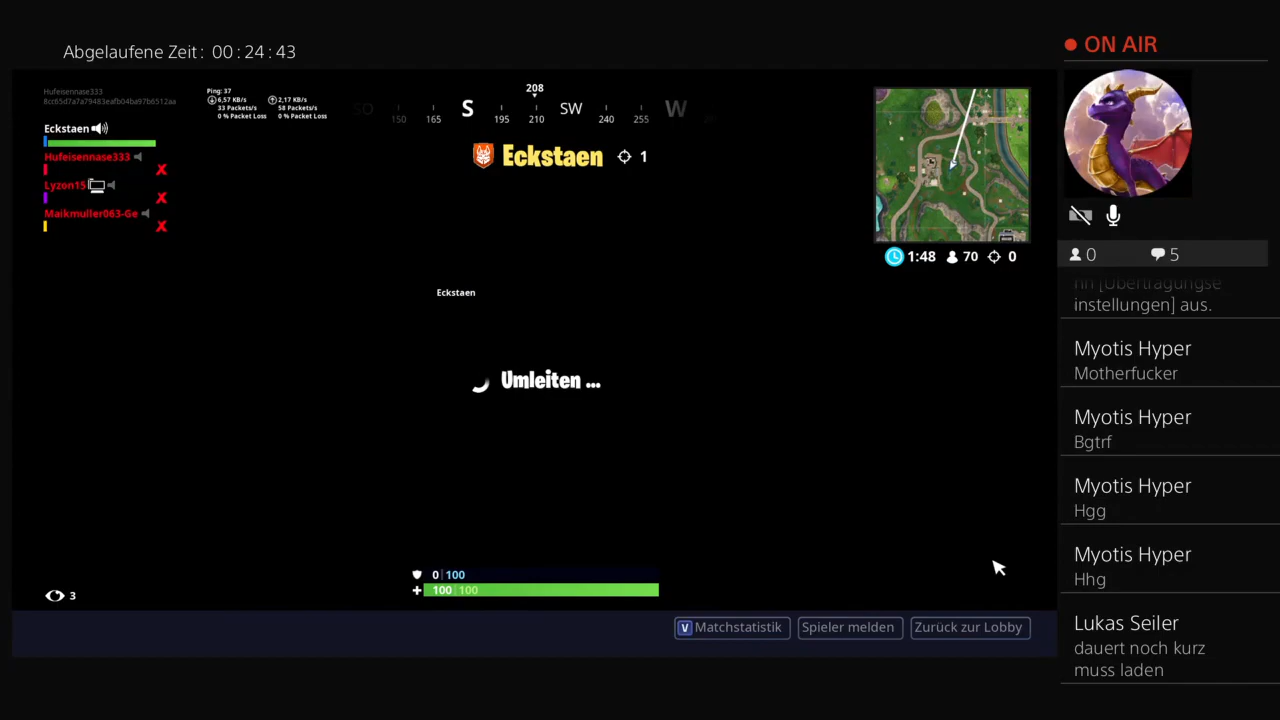 Abgelaufene Zeit: 00:24:43
ON AIR
Hufeisennase333
8cc65d7a7a79483eafb04ba97b6512aa
Ping: 37
6,57 KB/s
33 Packets/s
0 % Packet Loss
2,17 KB/s
58 Packets/s
0 % Packet Loss
208
SO 150 165 S 195 210 SW 240 255 W
Eckstaen
Hufeisennase333
X
Lyzon15
X
Maikmuller063-Ge
X
Eckstaen 1
1:48 70 0
0 5
Eckstaen
Umleiten ...
nn [Übertragungse
instellungen] aus.
Myotis Hyper
Motherfucker
Myotis Hyper
Bgtrf
Myotis Hyper
Hgg
Myotis Hyper
Hhg
Lukas Seiler
dauert noch kurz
muss laden
0|100
100|100
3
V Matchstatistik
Spieler melden
Zurück zur Lobby